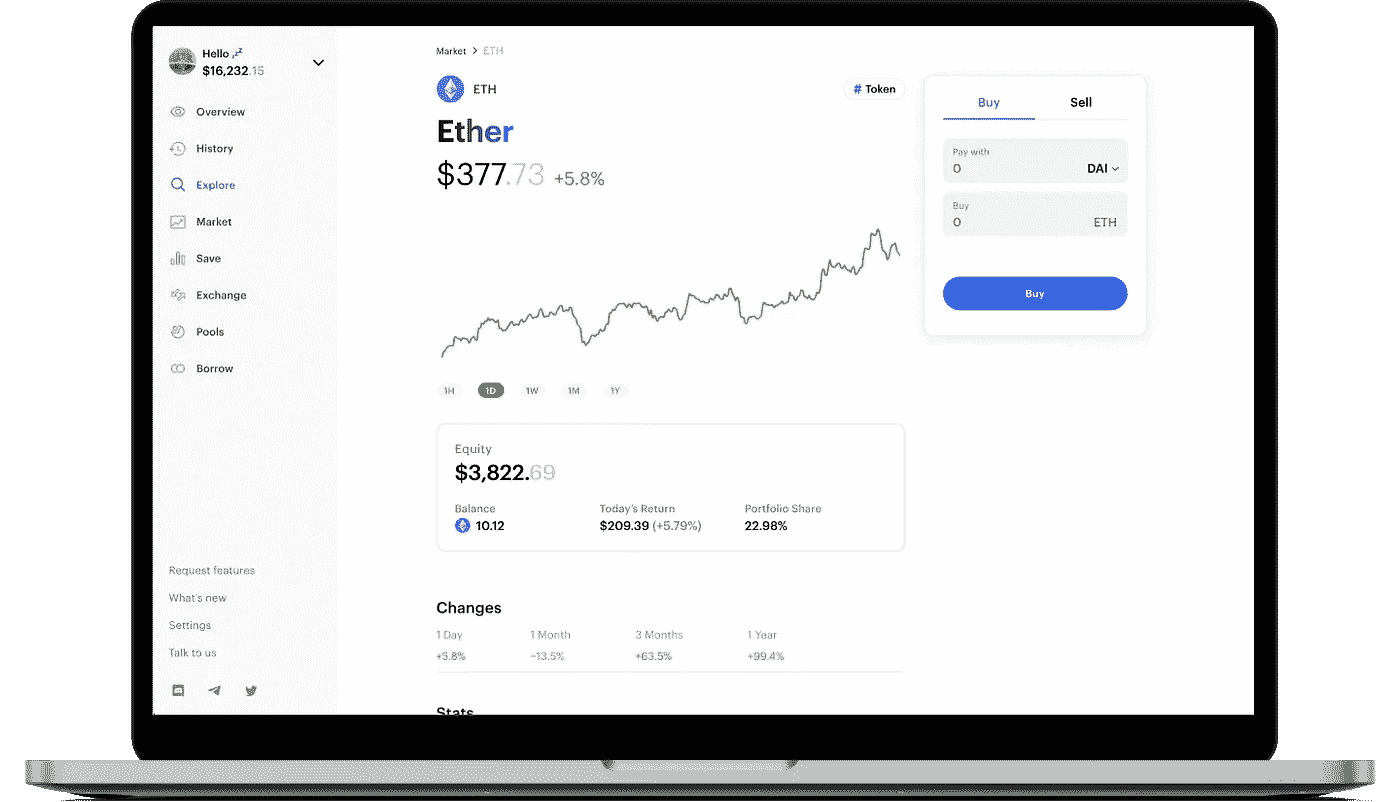 Hello 💤
$16,232.15
Overview
History
Explore
Market
Save
Exchange
Pools
Borrow
Request features
What's new
Settings
Talk to us
Market > ETH
ETH
# Token
Ether
$377.73 +5.8%
1H 1D 1W 1M 1Y
Equity
$3,822.69
Balance Today's Return Portfolio Share
10.12 $209.39 (+5.79%) 22.98%
Changes
1 Day 1 Month 3 Months 1 Year
+5.8% −13.5% +63.5% +99.4%
Stats
Buy Sell
Pay with
0 DAI
Buy
0 ETH
Buy